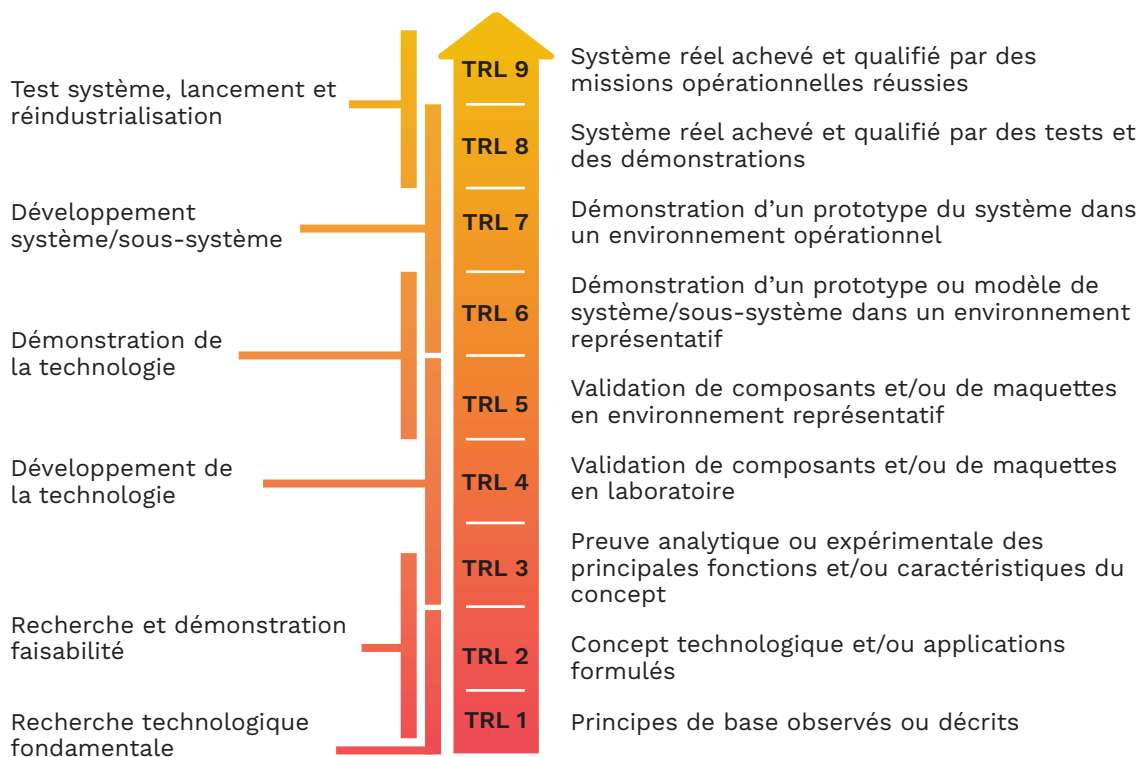 Test système, lancement et
réindustrialisation
Développement
système/sous-système
Démonstration de
la technologie
Développement de
la technologie
Recherche et démonstration
faisabilité
Recherche technologique
fondamentale
TRL 9
TRL 8
TRL 7
TRL 6
TRL 5
TRL 4
TRL 3
TRL 2
TRL 1
Système réel achevé et qualifié par des
missions opérationnelles réussies
Système réel achevé et qualifié par des tests et
des démonstrations
Démonstration d’un prototype du système dans
un environnement opérationnel
Démonstration d’un prototype ou modèle de
système/sous-système dans un environnement
représentatif
Validation de composants et/ou de maquettes
en environnement représentatif
Validation de composants et/ou de maquettes
en laboratoire
Preuve analytique ou expérimentale des
principales fonctions et/ou caractéristiques du
concept
Concept technologique et/ou applications
formulés
Principes de base observés ou décrits